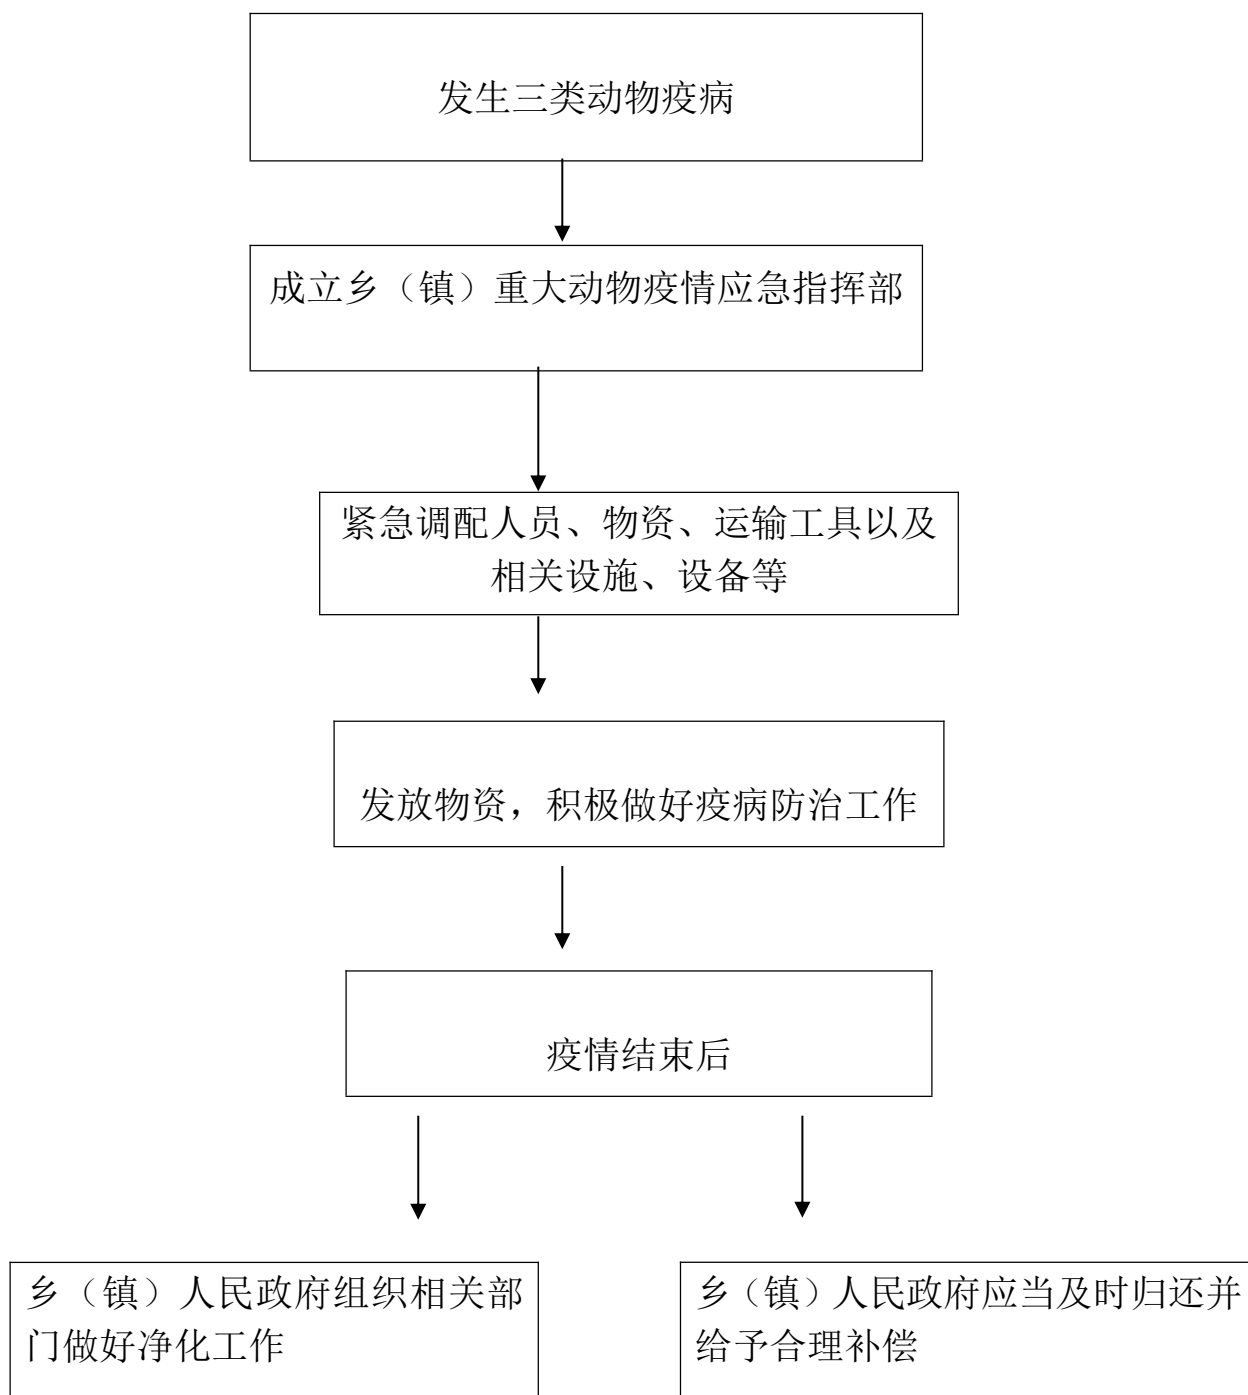 发生三类动物疫病
成立乡（镇）重大动物疫情应急指挥部
紧急调配人员、物资、运输工具以及
相关设施、设备等
发放物资，积极做好疫病防治工作
疫情结束后
乡（镇）人民政府组织相关部
门做好净化工作
乡（镇）人民政府应当及时归还并
给予合理补偿